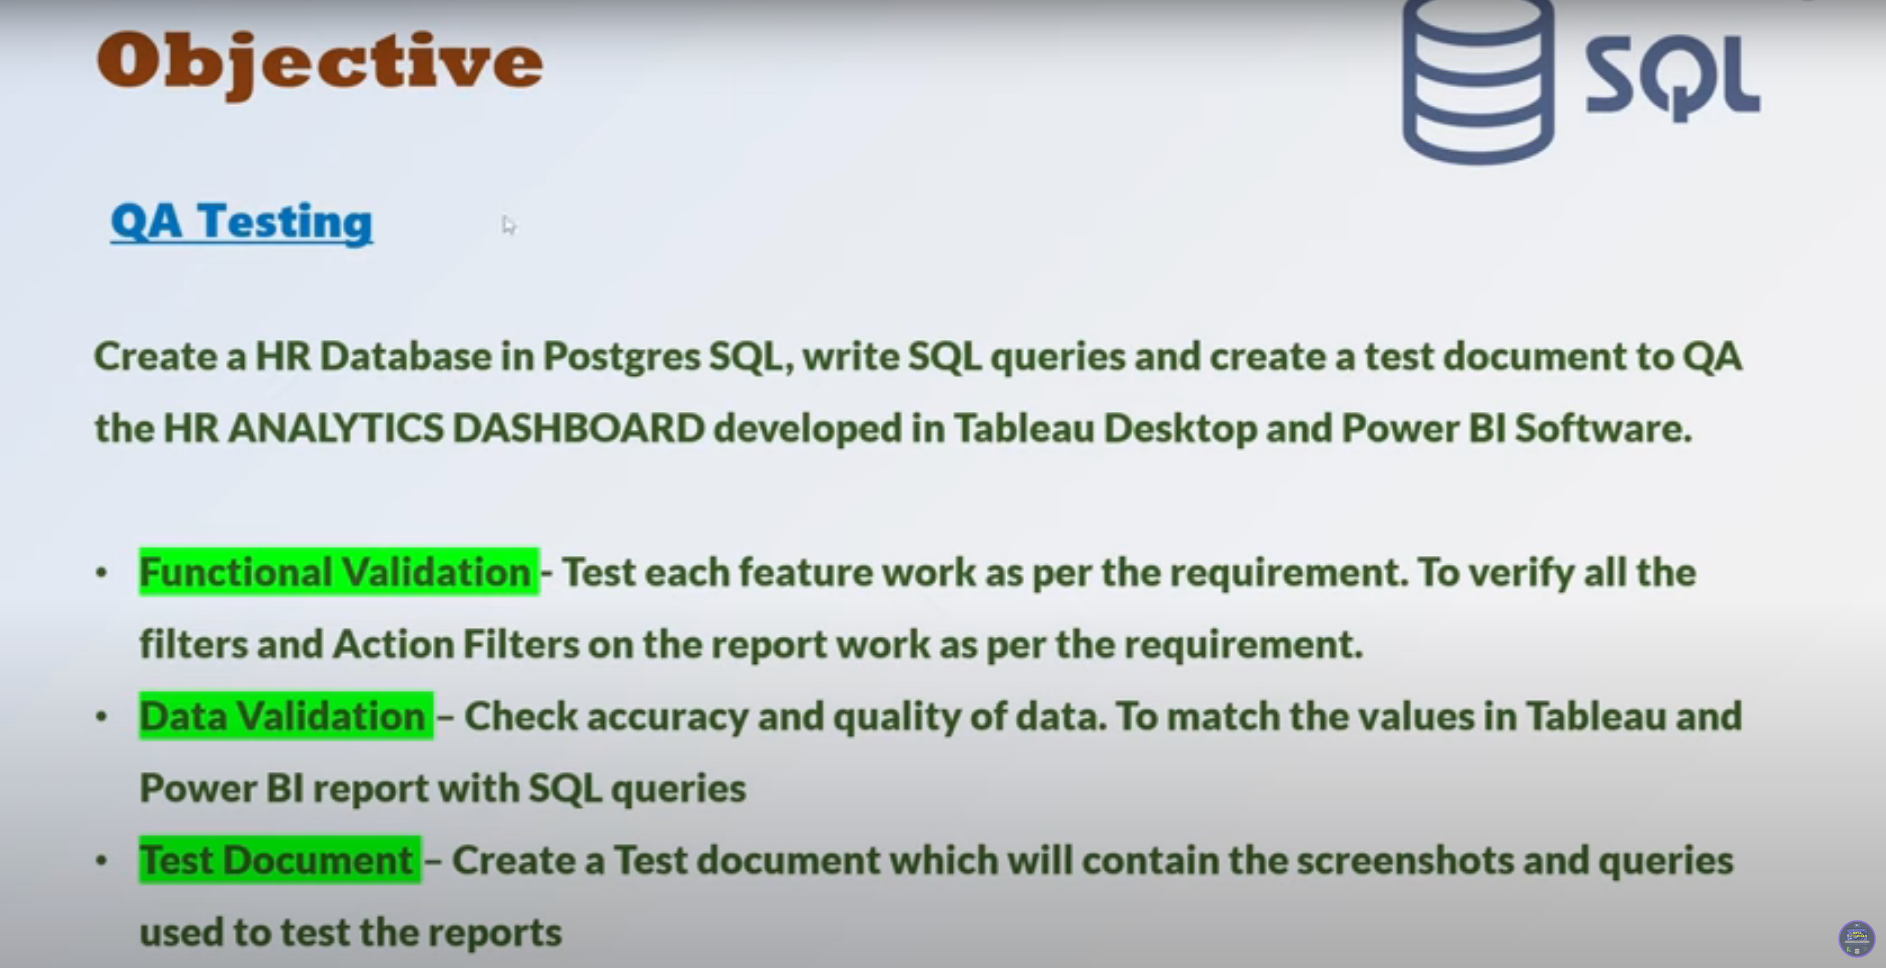 Objective
SQL
QA Testing
Create a HR Database in Postgres SQL, write SQL queries and create a test document to QA
the HR ANALYTICS DASHBOARD developed in Tableau Desktop and Power BI Software.
• Functional Validation - Test each feature work as per the requirement. To verify all the
filters and Action Filters on the report work as per the requirement.
• Data Validation – Check accuracy and quality of data. To match the values in Tableau and
Power BI report with SQL queries
• Test Document – Create a Test document which will contain the screenshots and queries
used to test the reports